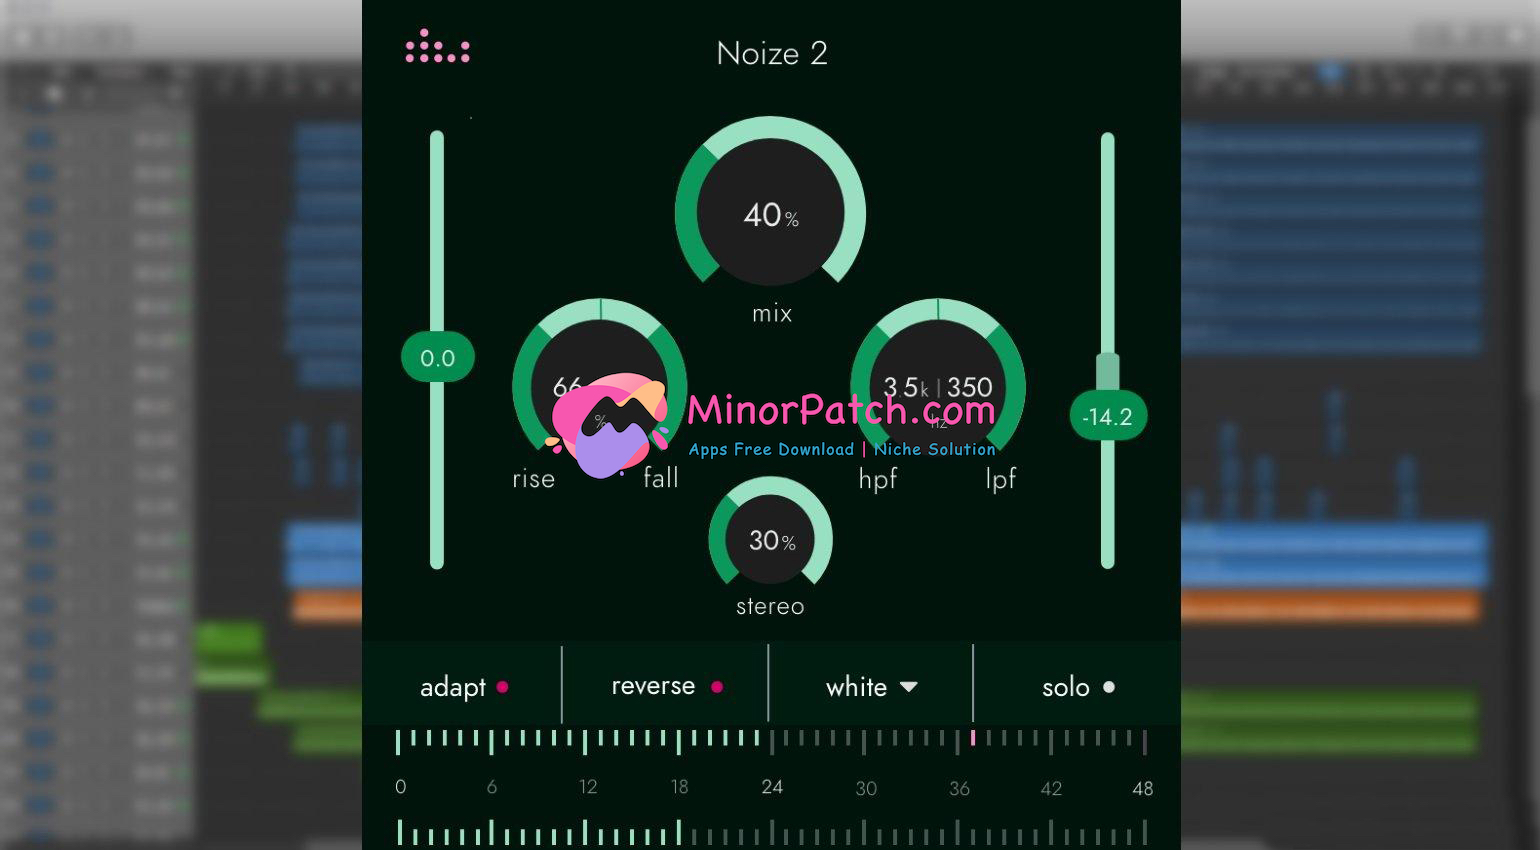 Noize 2
40%
mix
0.0
66
%
3.5k | 350
hz
-14.2
MinorPatch.com
Apps Free Download | Niche Solution
rise
fall
hpf
lpf
30%
stereo
adapt
reverse
white
solo
0 6 12 18 24 30 36 42 48